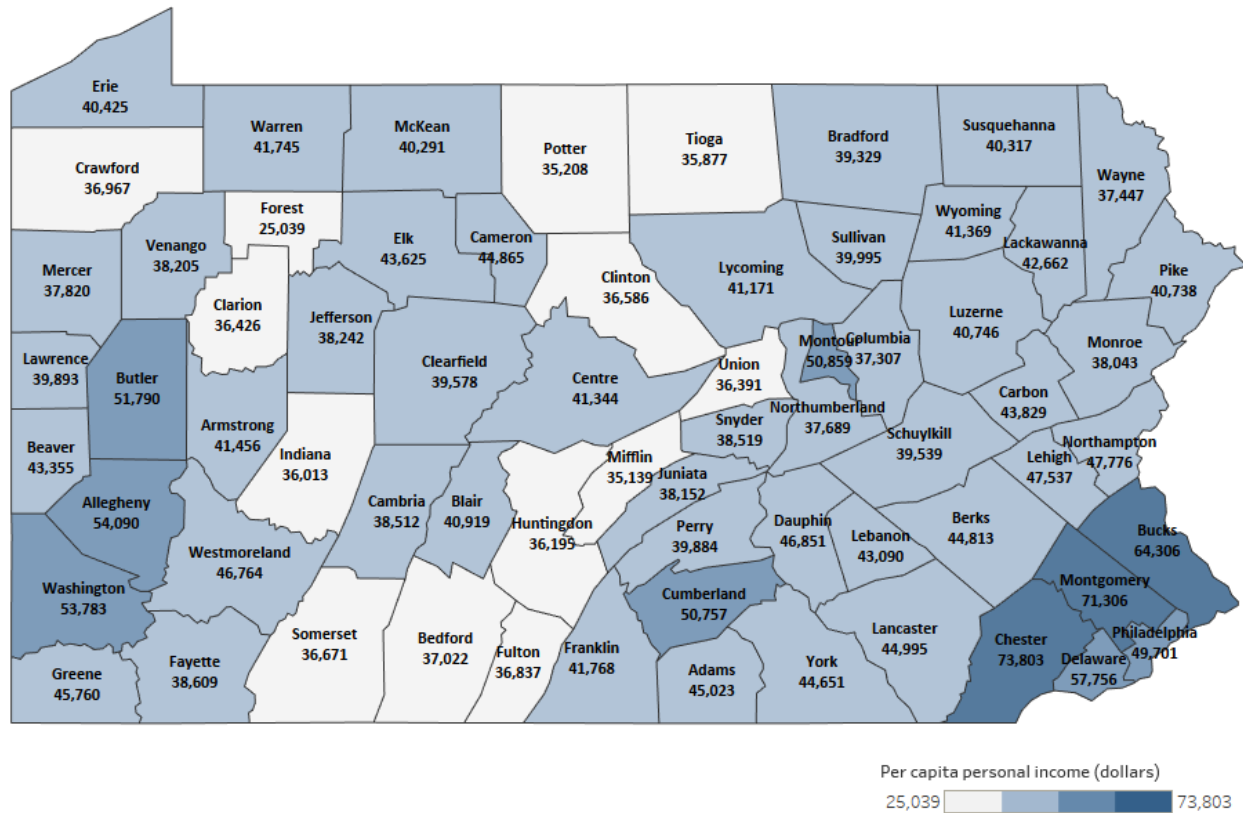 Erie
40,425
Warren
41,745
McKean
40,291
Potter
35,208
Tioga
35,877
Bradford
39,329
Susquehanna
40,317
Wayne
37,447
Crawford
36,967
Forest
25,039
Venango
38,205
Elk
43,625
Cameron
44,865
Wyoming
41,369
Lackawanna
42,662
Sullivan
39,995
Mercer
37,820
Clinton
36,586
Lycoming
41,171
Pike
40,738
Clarion
36,426
Jefferson
38,242
Luzerne
40,746
Montour
50,859
Columbia
37,307
Monroe
38,043
Lawrence
39,893
Butler
51,790
Clearfield
39,578
Centre
41,344
Union
36,391
Carbon
43,829
Armstrong
41,456
Snyder
38,519
Northumberland
37,689
Schuylkill
39,539
Northampton
47,776
Beaver
43,355
Indiana
36,013
Mifflin
35,139
Juniata
38,152
Lehigh
47,537
Allegheny
54,090
Cambria
38,512
Blair
40,919
Huntingdon
36,195
Perry
39,884
Dauphin
46,851
Lebanon
43,090
Berks
44,813
Bucks
64,306
Westmoreland
46,764
Washington
53,783
Cumberland
50,757
Montgomery
71,306
Somerset
36,671
Bedford
37,022
Fulton
36,837
Franklin
41,768
Lancaster
44,995
Chester
73,803
Philadelphia
49,701
Delaware
57,756
Greene
45,760
Fayette
38,609
Adams
45,023
York
44,651
Per capita personal income (dollars)
25,039 73,803